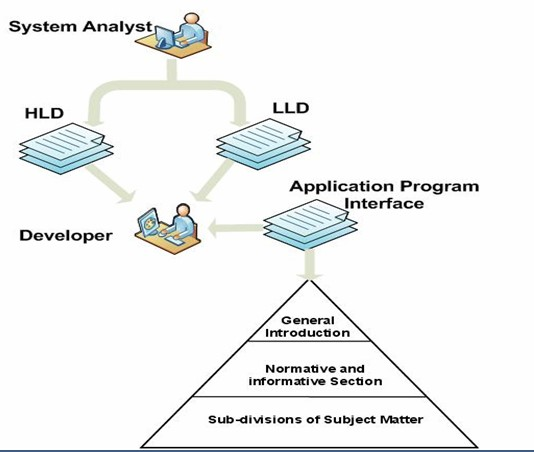 System Analyst
HLD
LLD
Application Program
Interface
Developer
General
Introduction
Normative and
informative Section
Sub-divisions of Subject Matter